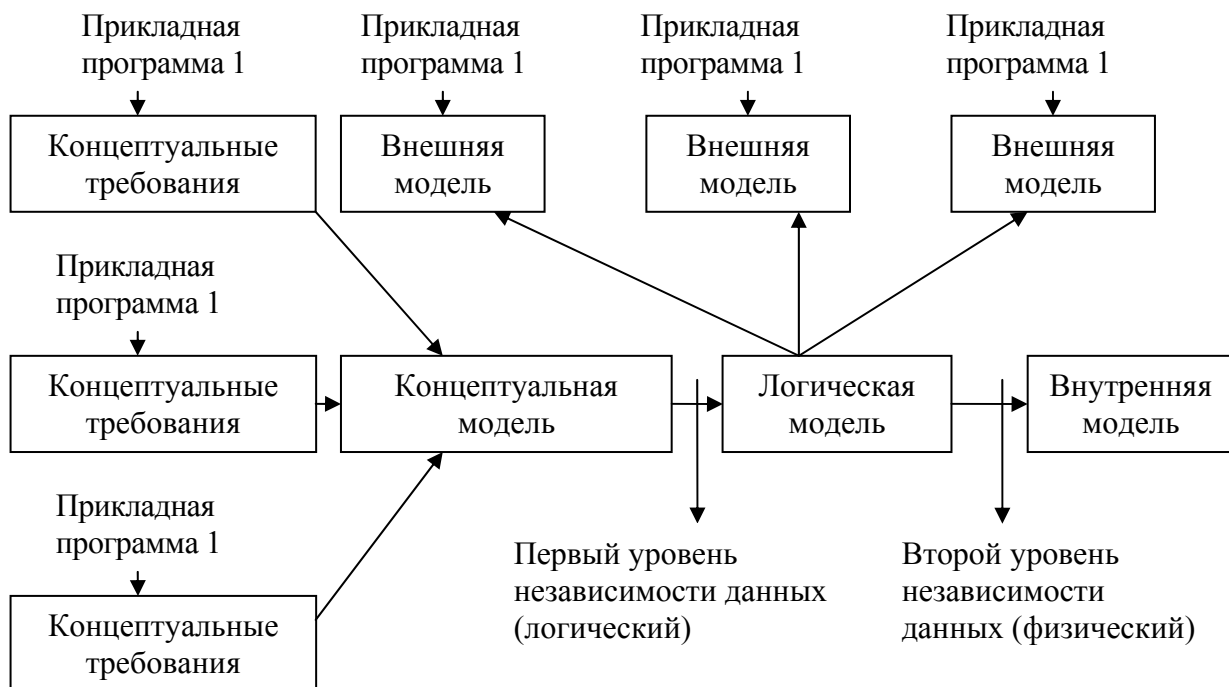 Прикладная
программа 1
Прикладная
программа 1
Прикладная
программа 1
Прикладная
программа 1
Концептуальные
требования
Внешняя
модель
Внешняя
модель
Внешняя
модель
Прикладная
программа 1
Концептуальные
требования
Концептуальная
модель
Логическая
модель
Внутренняя
модель
Прикладная
программа 1
Концептуальные
требования
Первый уровень
независимости данных
(логический)
Второй уровень
независимости
данных (физический)